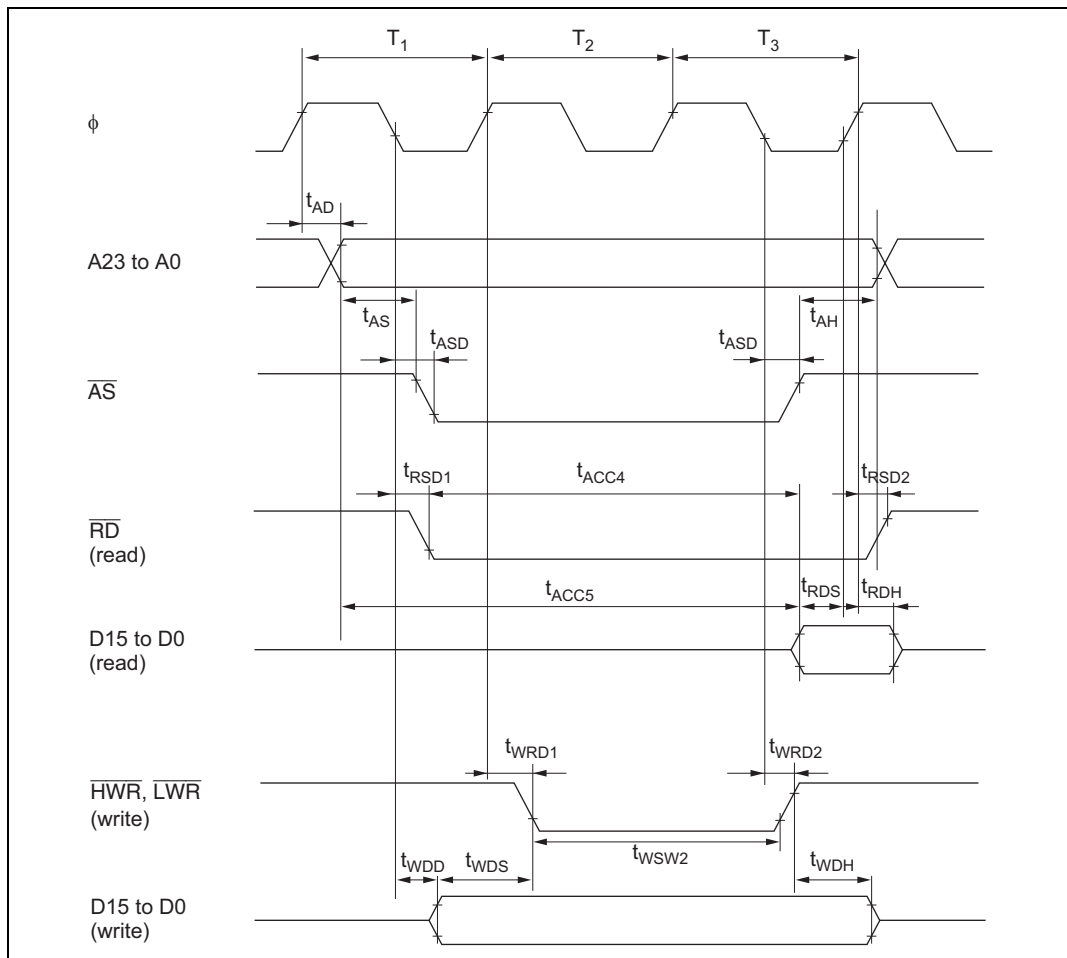 T1 T2 T3
ϕ
tAD
A23 to A0
tAS tAH
tASD tASD
AS
tRSD1 tACC4 tRSD2
RD
(read)
tACC5 tRDS tRDH
D15 to D0
(read)
tWRD1 tWRD2
HWR, LWR
(write)
tWSW2
tWDD tWDS tWDH
D15 to D0
(write)